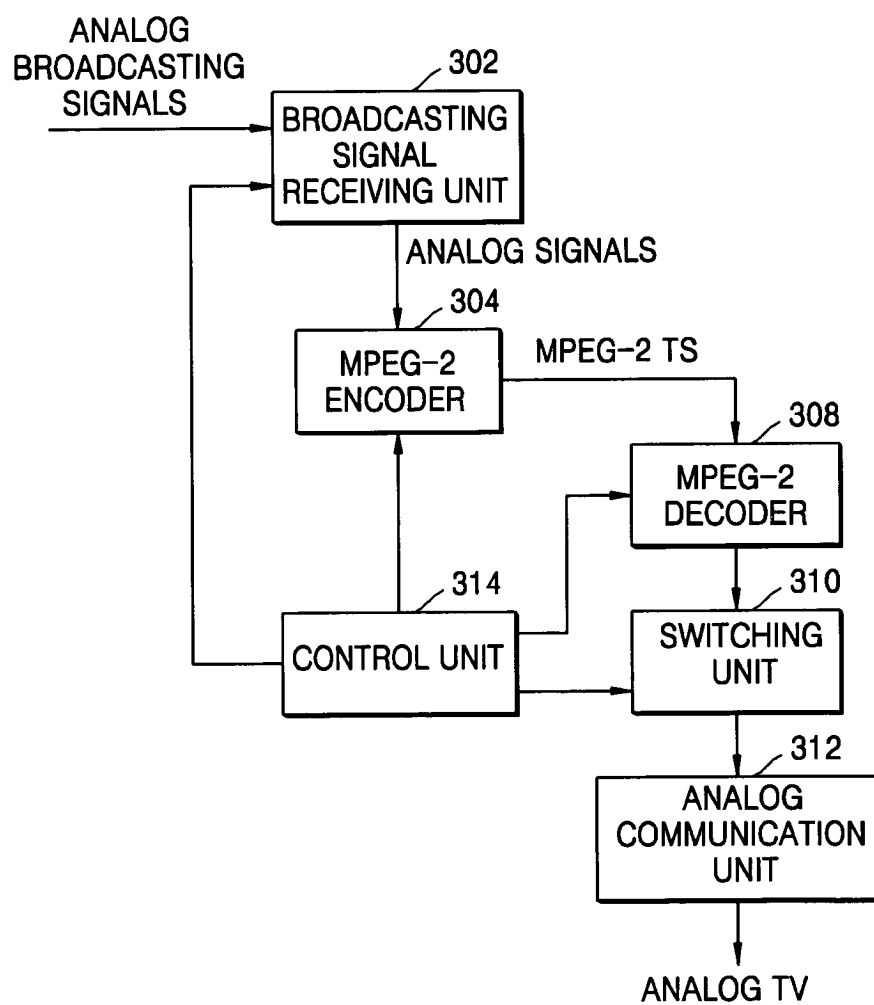 ANALOG
BROADCASTING
SIGNALS
302
BROADCASTING
SIGNAL
RECEIVING UNIT
ANALOG SIGNALS
304
MPEG-2
ENCODER
MPEG-2 TS
308
MPEG-2
DECODER
314
CONTROL UNIT
310
SWITCHING
UNIT
312
ANALOG
COMMUNICATION
UNIT
ANALOG TV